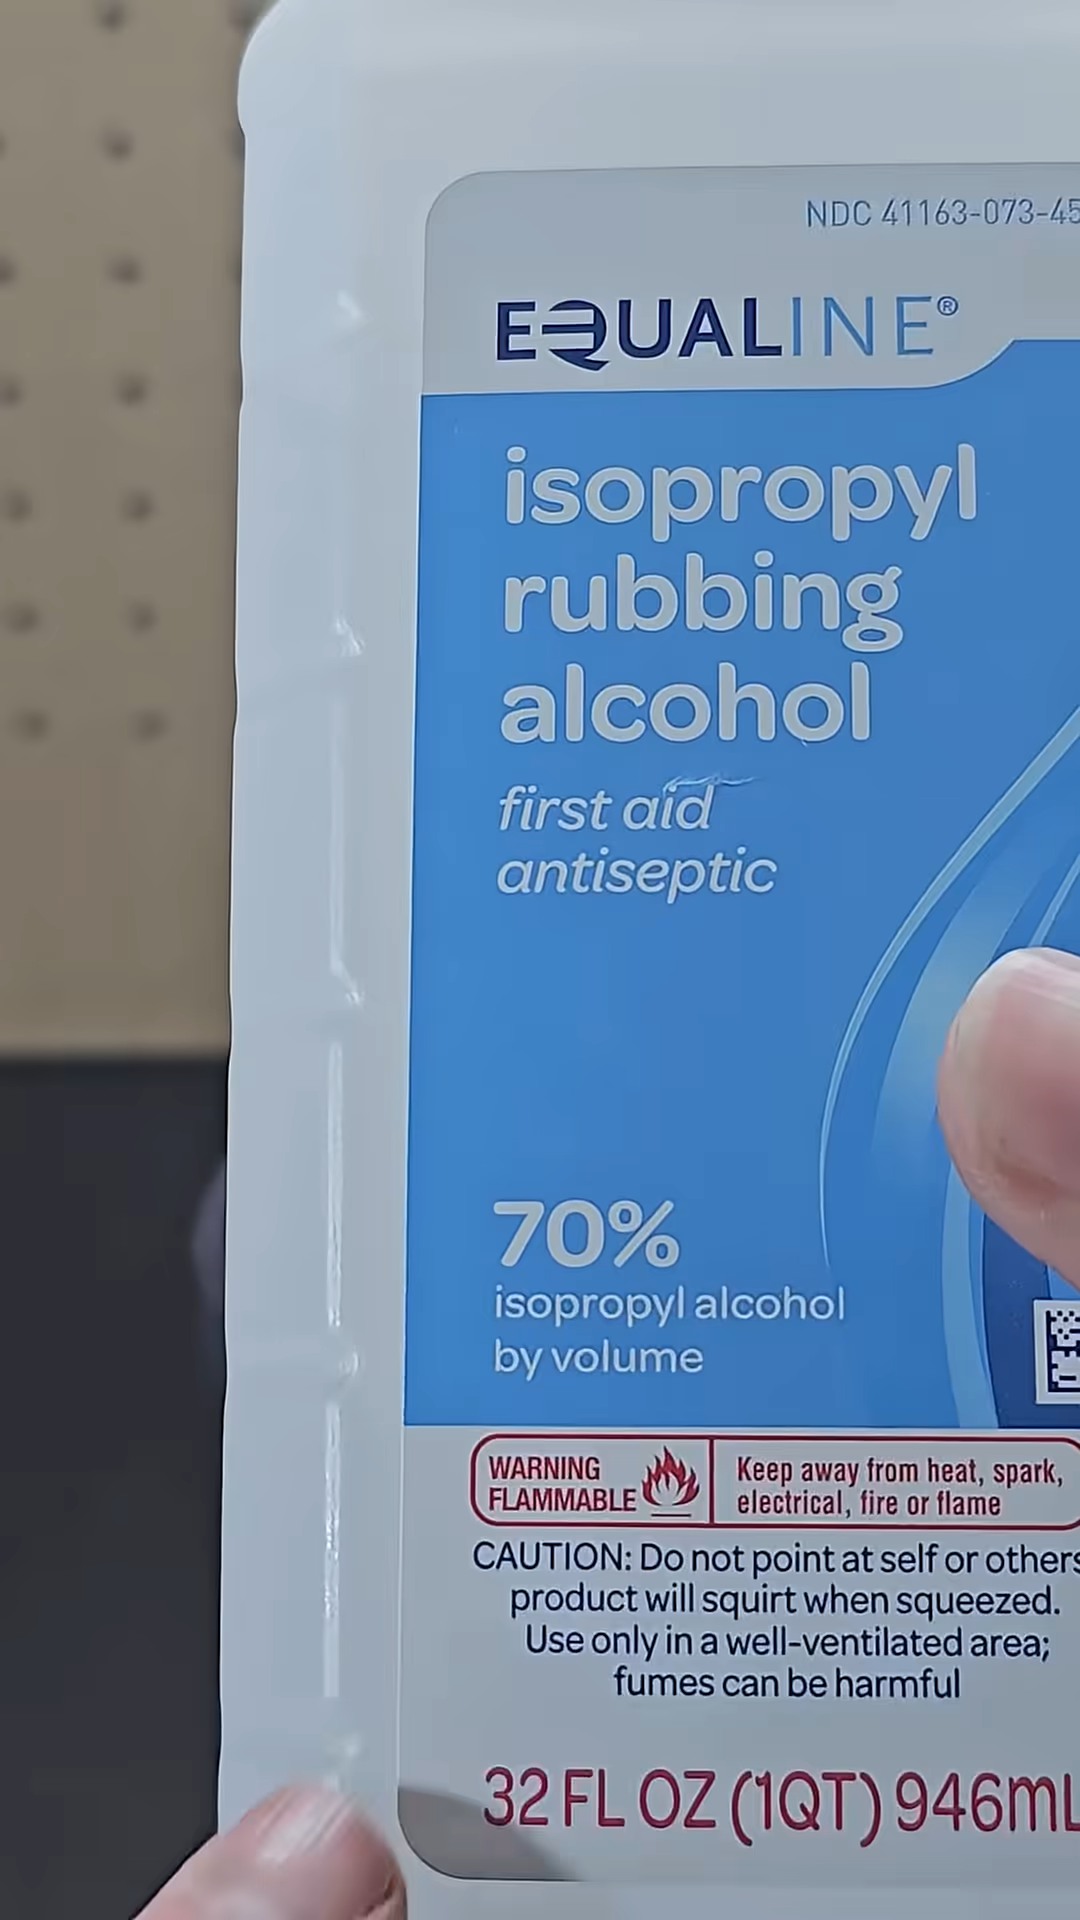 NDC 41163-073-45
EQUALINE®
isopropyl
rubbing
alcohol
first aid
antiseptic
70%
isopropyl alcohol
by volume
WARNING
FLAMMABLE
Keep away from heat, spark,
electrical, fire or flame
CAUTION: Do not point at self or others
product will squirt when squeezed.
Use only in a well-ventilated area;
fumes can be harmful
32 FL OZ (1QT) 946mL